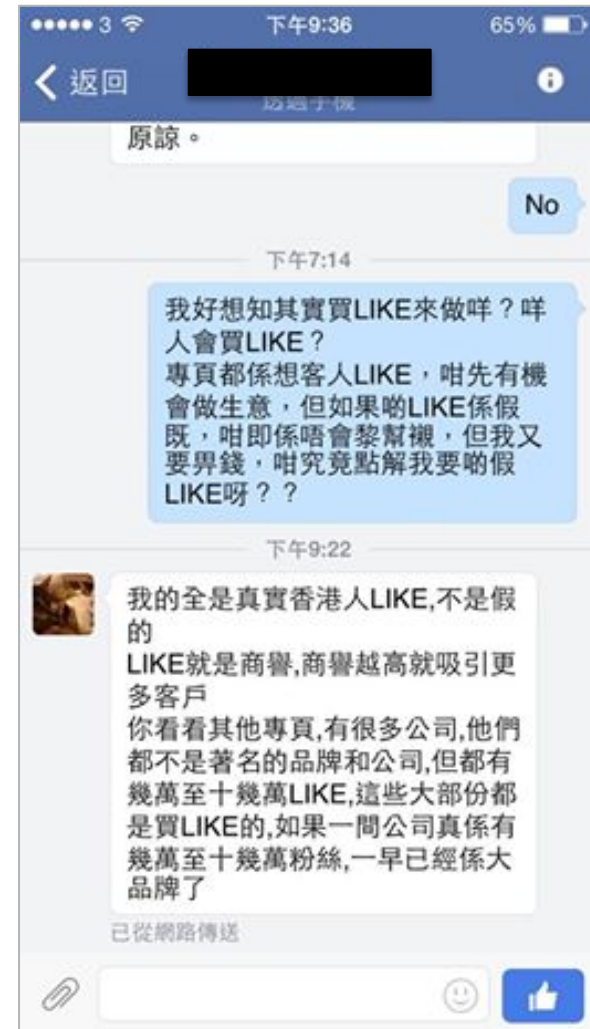 3 下午9:36 65%
返回
透過手機
原諒。
No
下午7:14
我好想知其實買LIKE來做咩？咩
人會買LIKE？
專頁都係想客人LIKE，咁先有機
會做生意，但如果啲LIKE係假
既，咁即係唔會黎幫襯，但我又
要畀錢，咁究竟點解我要啲假
LIKE呀？？
下午9:22
我的全是真實香港人LIKE,不是假
的
LIKE就是商譽,商譽越高就吸引更
多客戶
你看看其他專頁,有很多公司,他們
都不是著名的品牌和公司,但都有
幾萬至十幾萬LIKE,這些大部份都
是買LIKE的,如果一間公司真係有
幾萬至十幾萬粉絲,一早已經係大
品牌了
已從網路傳送